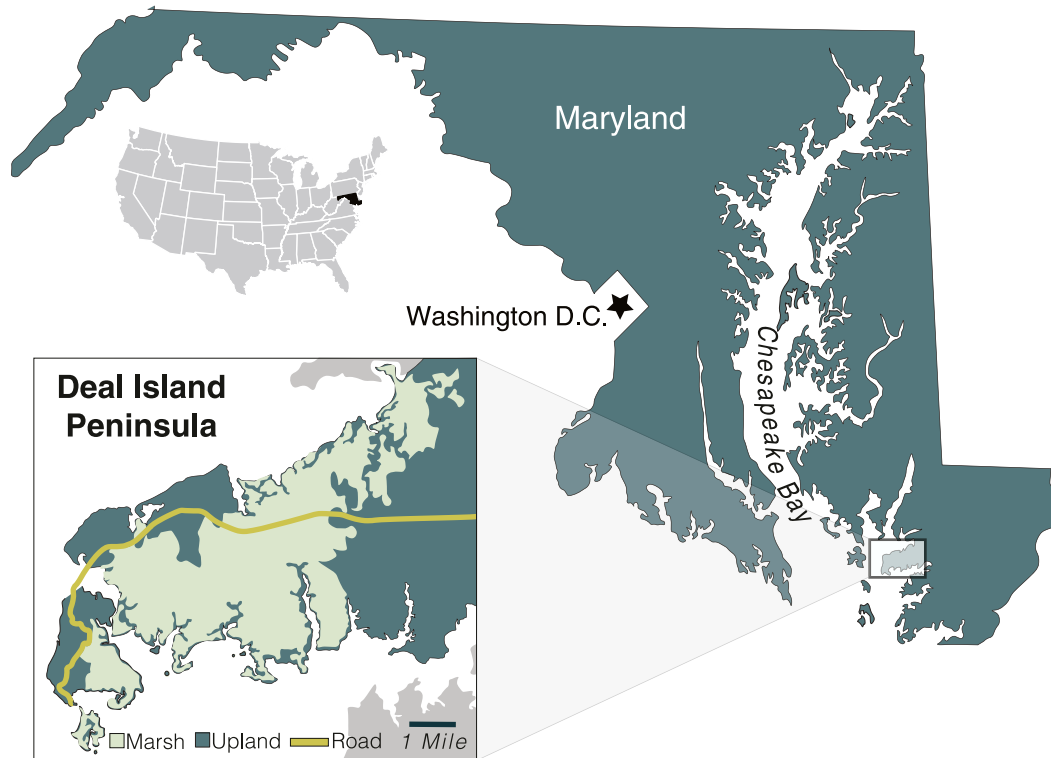 Maryland
Washington D.C.
Chesapeake Bay
Deal Island
Peninsula
Marsh
Upland
Road
1 Mile